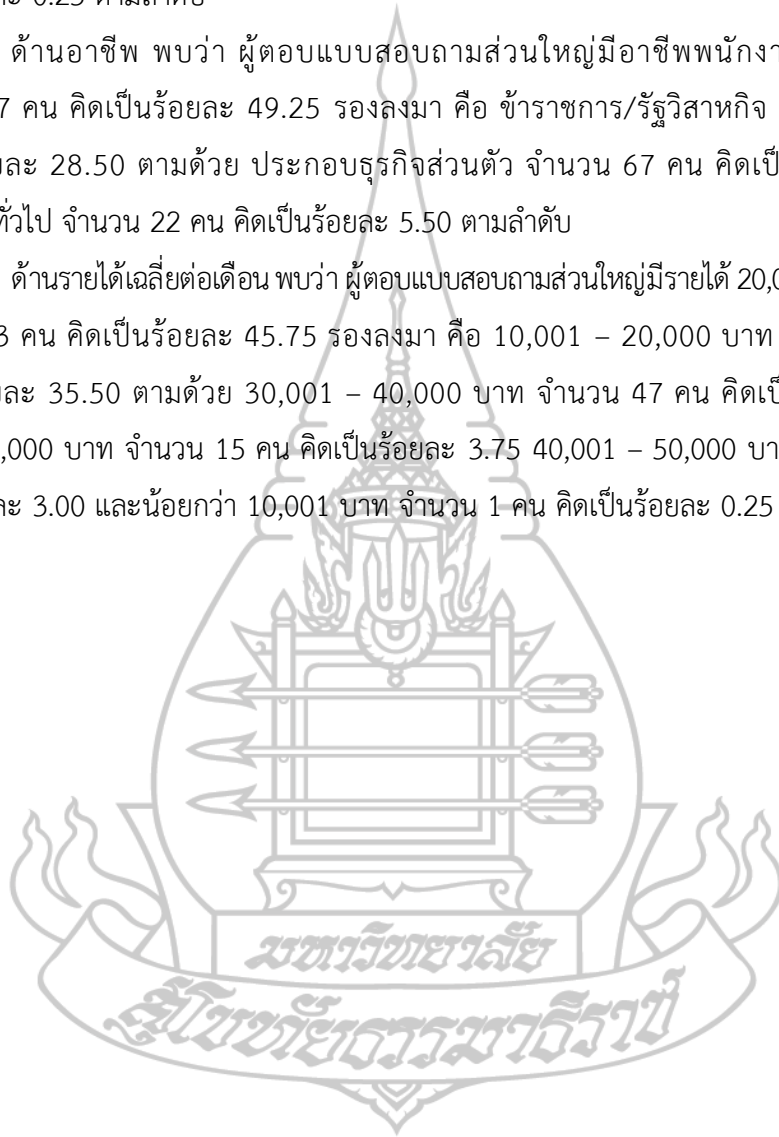 ละ 0.25 ตามลำดับ
ด้านอาชีพ พบว่า ผู้ตอบแบบสอบถามส่วนใหญ่มีอาชีพพนักงา
7 คน คิดเป็นร้อยละ 49.25 รองลงมา คือ ข้าราชการ/รัฐวิสาหกิจ
ละ 28.50 ตามด้วย ประกอบธุรกิจส่วนตัว จำนวน 67 คน คิดเป็
ทั่วไป จำนวน 22 คน คิดเป็นร้อยละ 5.50 ตามลำดับ
ด้านรายได้เฉลี่ยต่อเดือน พบว่า ผู้ตอบแบบสอบถามส่วนใหญ่มีรายได้ 20,0
3 คน คิดเป็นร้อยละ 45.75 รองลงมา คือ 10,001 – 20,000 บาท
ละ 35.50 ตามด้วย 30,001 – 40,000 บาท จำนวน 47 คน คิดเป็
,000 บาท จำนวน 15 คน คิดเป็นร้อยละ 3.75 40,001 – 50,000 บา
ละ 3.00 และน้อยกว่า 10,001 บาท จำนวน 1 คน คิดเป็นร้อยละ 0.25
มหาวิทยาลัย
สุโขทัยธรรมาธิราช